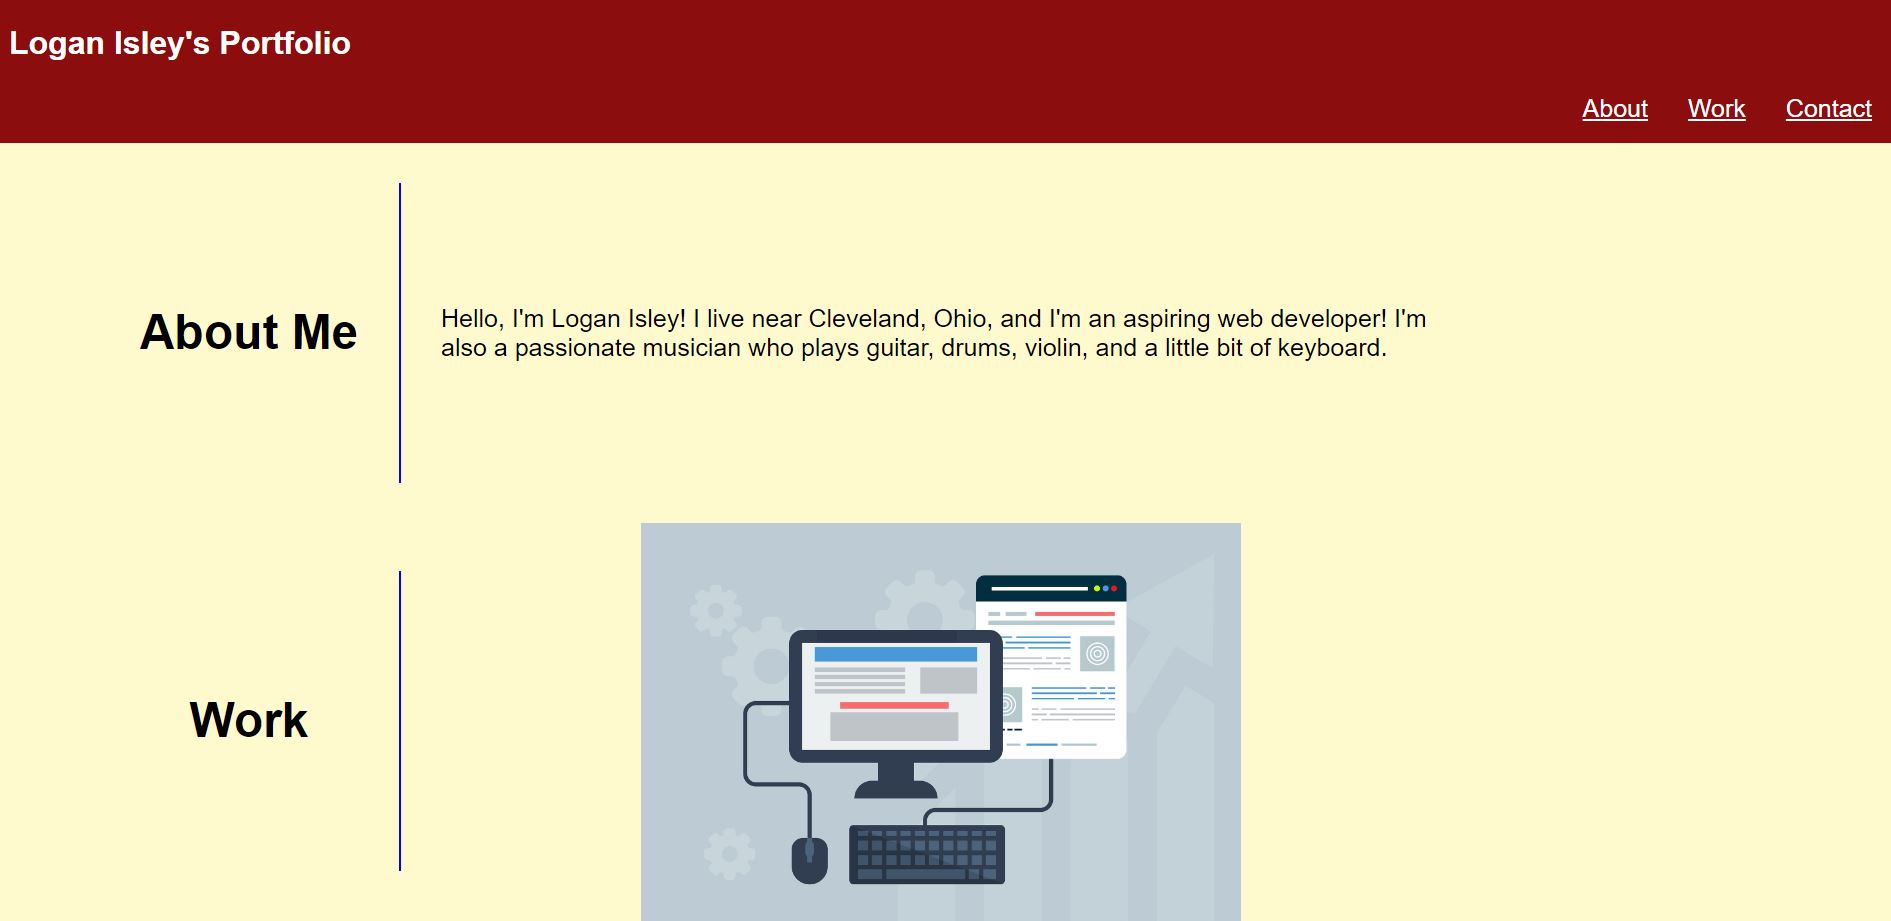 Logan Isley's Portfolio
About Work Contact
About Me
Hello, I'm Logan Isley! I live near Cleveland, Ohio, and I'm an aspiring web developer! I'm
also a passionate musician who plays guitar, drums, violin, and a little bit of keyboard.
Work